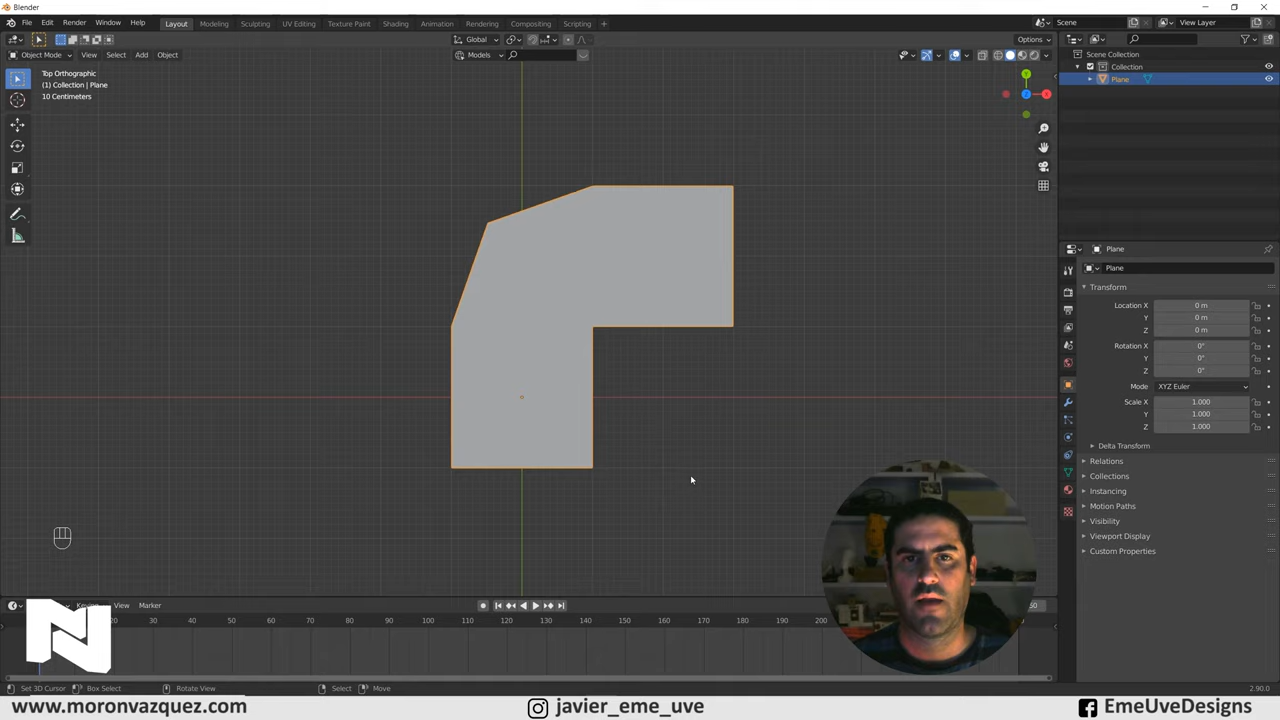 Blender
File Edit Render Window Help
Layout Modeling Sculpting UV Editing Texture Paint Shading Animation Rendering Compositing Scripting +
Scene
View Layer
Global
Options
Object Mode View Select Add Object
Models
Top Orthographic
(1) Collection | Plane
10 Centimeters
Y
Z
X
Scene Collection
Collection
Plane
Plane
Plane
Transform
Location X 0 m
Y 0 m
Z 0 m
Rotation X 0°
Y 0°
Z 0°
Mode XYZ Euler
Scale X 1.000
Y 1.000
Z 1.000
Delta Transform
Relations
Collections
Instancing
Motion Paths
Visibility
Viewport Display
Custom Properties
View Marker
50
20 30 40 50 60 70 80 90 100 110 120 130 140 150 160 170 180 190 200
Set 3D Cursor Box Select Rotate View Select Move 2.90.0
N
www.moronvazquez.com javier_eme_uve EmeUveDesigns